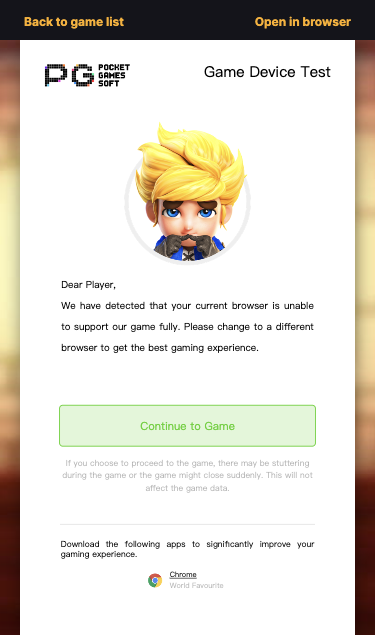 Back to game list
Open in browser
PG POCKET GAMES SOFT
Game Device Test
Dear Player,
We have detected that your current browser is unable
to support our game fully. Please change to a different
browser to get the best gaming experience.
Continue to Game
If you choose to proceed to the game, there may be stuttering
during the game or the game might close suddenly. This will not
affect the game data.
Download the following apps to significantly improve your
gaming experience.
Chrome
World Favourite